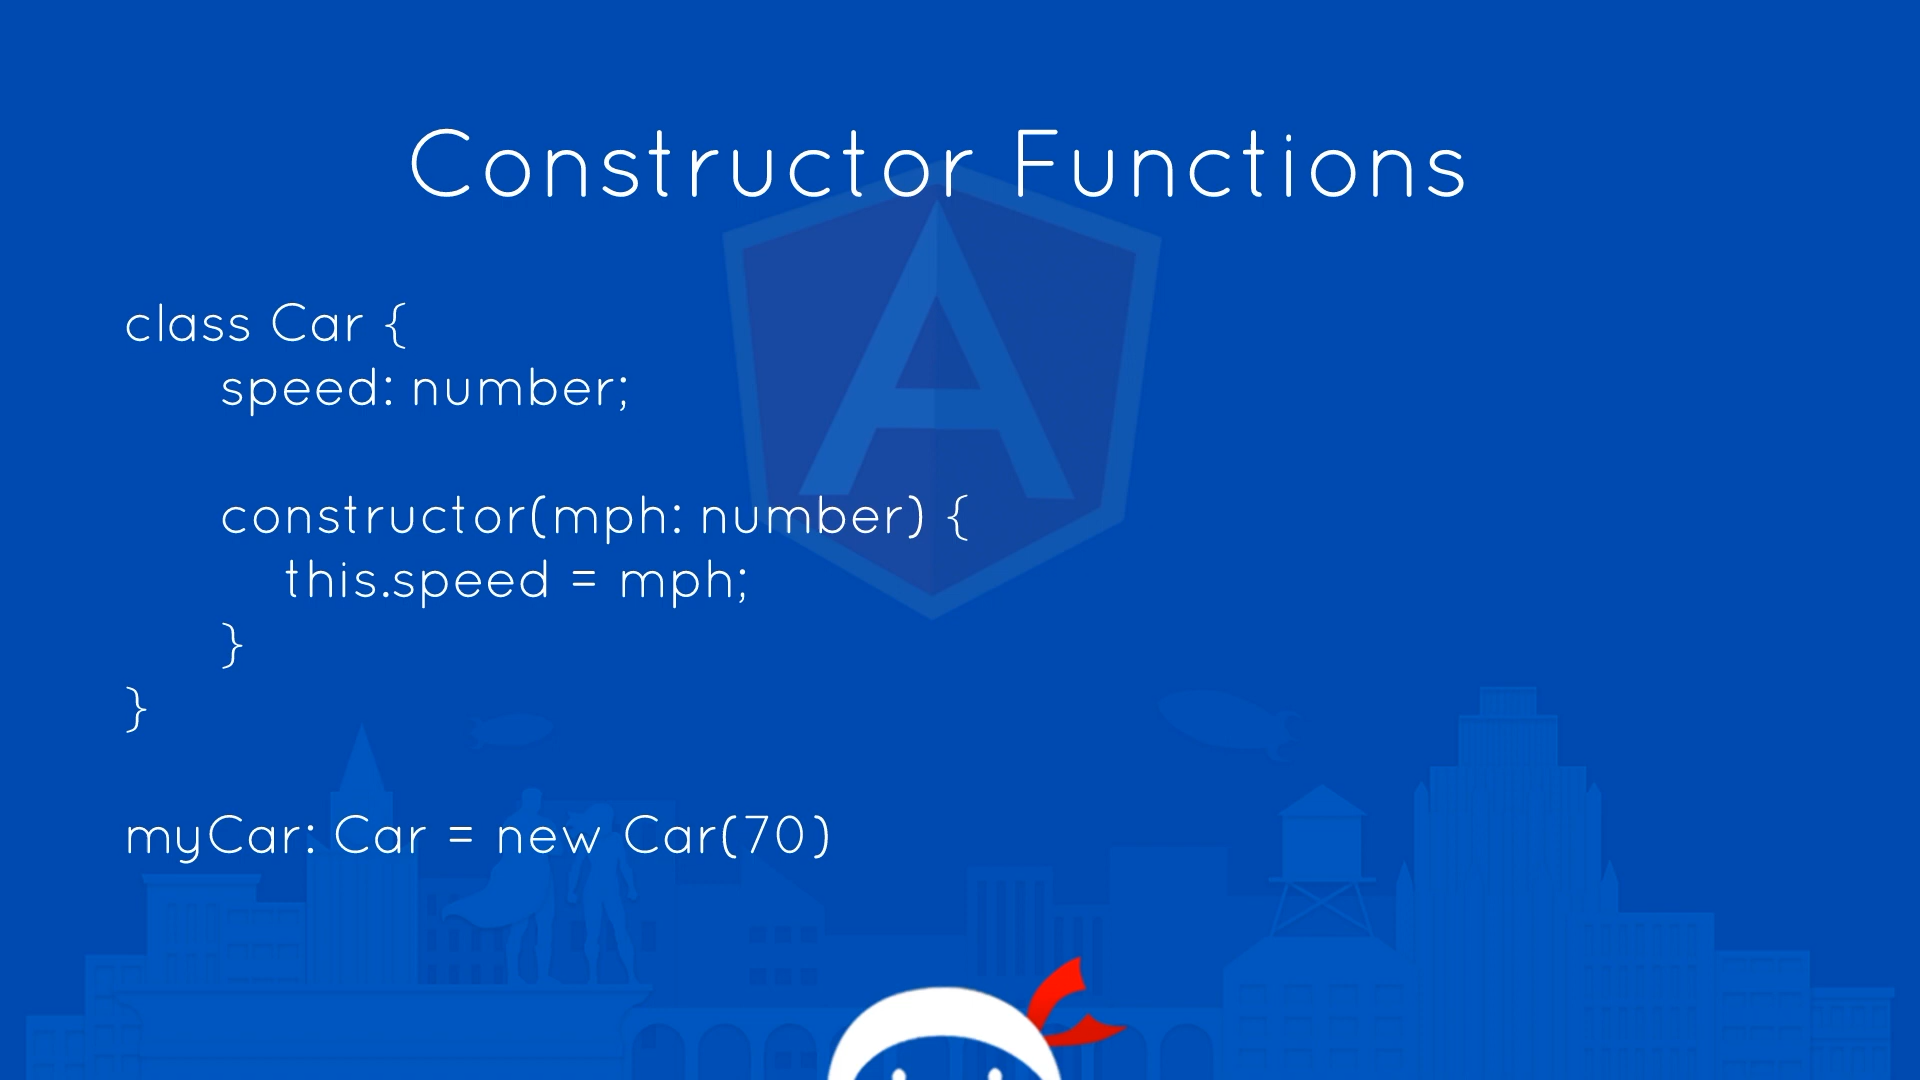 Constructor Functions
class Car {
speed: number;
constructor(mph: number) {
this.speed = mph;
}
}
myCar: Car = new Car(70)